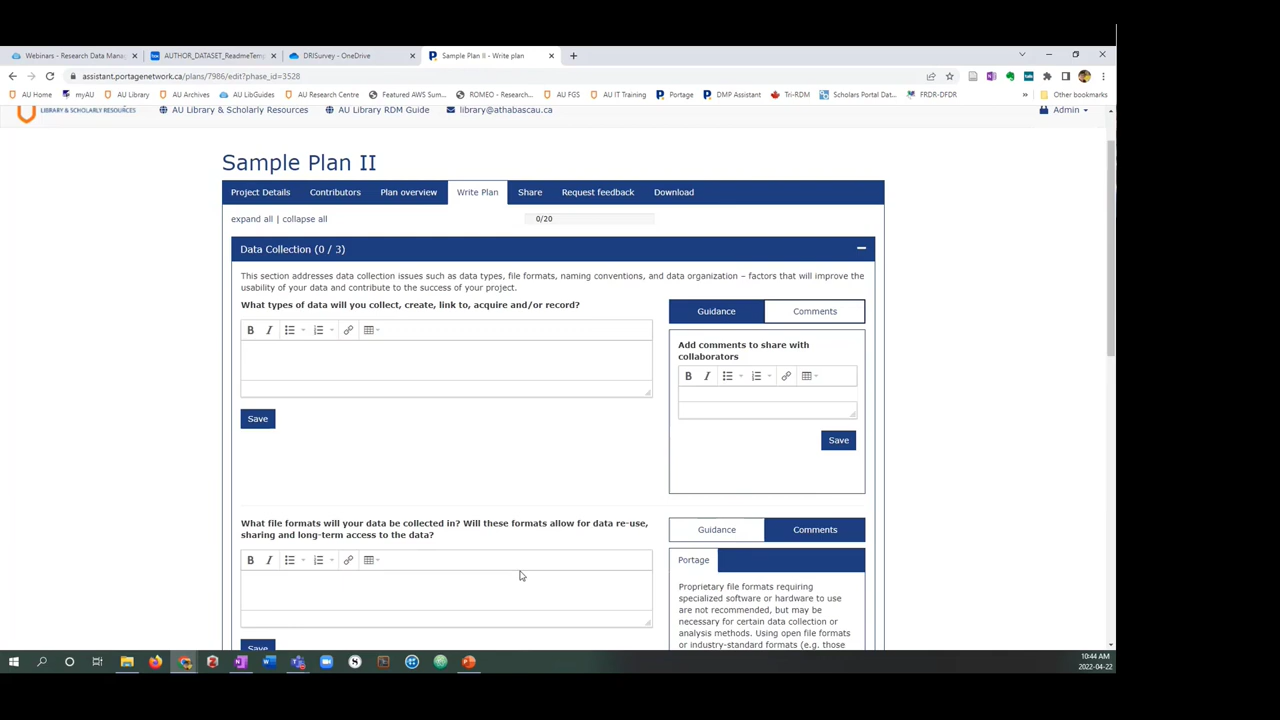 Webinars - Research Data Mana
AUTHOR_DATASET_ReadmeTemp
DRISurvey - OneDrive
Sample Plan II - Write plan
assistant.portagenetwork.ca/plans/7986/edit?phase_id=3528
AU Home
myAU
AU Library
AU Archives
AU LibGuides
AU Research Centre
Featured AWS Sum...
ROMEO - Researche...
AU FGS
AU IT Training
Portage
DMP Assistant
Tri-RDM
Scholars Portal Dat...
FRDR-DFDR
»
Other bookmarks
LIBRARY & SCHOLARLY RESOURCES
AU Library & Scholarly Resources
AU Library RDM Guide
library@athabascau.ca
Admin
Sample Plan II
Project Details
Contributors
Plan overview
Write Plan
Share
Request feedback
Download
expand all | collapse all
0/20
Data Collection (0 / 3)
This section addresses data collection issues such as data types, file formats, naming conventions, and data organization – factors that will improve the
usability of your data and contribute to the success of your project.
What types of data will you collect, create, link to, acquire and/or record?
B I
Save
Guidance
Comments
Add comments to share with
collaborators
B I
Save
What file formats will your data be collected in? Will these formats allow for data re-use,
sharing and long-term access to the data?
B I
Save
Guidance
Comments
Portage
Proprietary file formats requiring
specialized software or hardware to use
are not recommended, but may be
necessary for certain data collection or
analysis methods. Using open file formats
or industry-standard formats (e.g. those
10:44 AM
2022-04-22